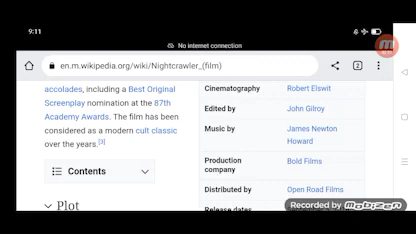 9:11
No internet connection
en.m.wikipedia.org/wiki/Nightcrawler_(film)
2
accolades, including a Best Original
Screenplay nomination at the 87th
Academy Awards. The film has been
considered as a modern cult classic
over the years.[3]
Contents
Plot
Cinematography Robert Elswit
Edited by John Gilroy
Music by James Newton
Howard
Production Bold Films
company
Distributed by Open Road Films
Release dates
RECORDED BY
MOBIZEN